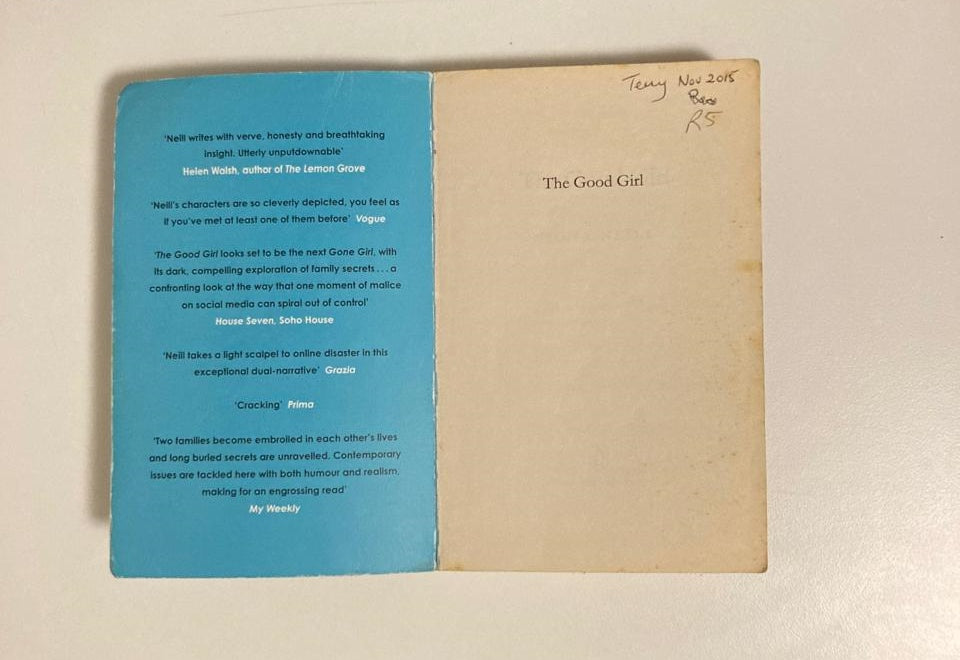 'Neill writes with verve, honesty and breathtaking
insight. Utterly unputdownable'
Helen Walsh, author of The Lemon Grove
'Neill's characters are so cleverly depicted, you feel as
if you've met at least one of them before' Vogue
'The Good Girl looks set to be the next Gone Girl, with
its dark, compelling exploration of family secrets . . . a
confronting look at the way that one moment of malice
on social media can spiral out of control'
House Seven, Soho House
'Neill takes a light scalpel to online disaster in this
exceptional dual-narrative' Grazia
'Cracking' Prima
'Two families become embroiled in each other's lives
and long buried secrets are unravelled. Contemporary
issues are tackled here with both humour and realism,
making for an engrossing read'
My Weekly
Terry Nov 2015
R5
The Good Girl